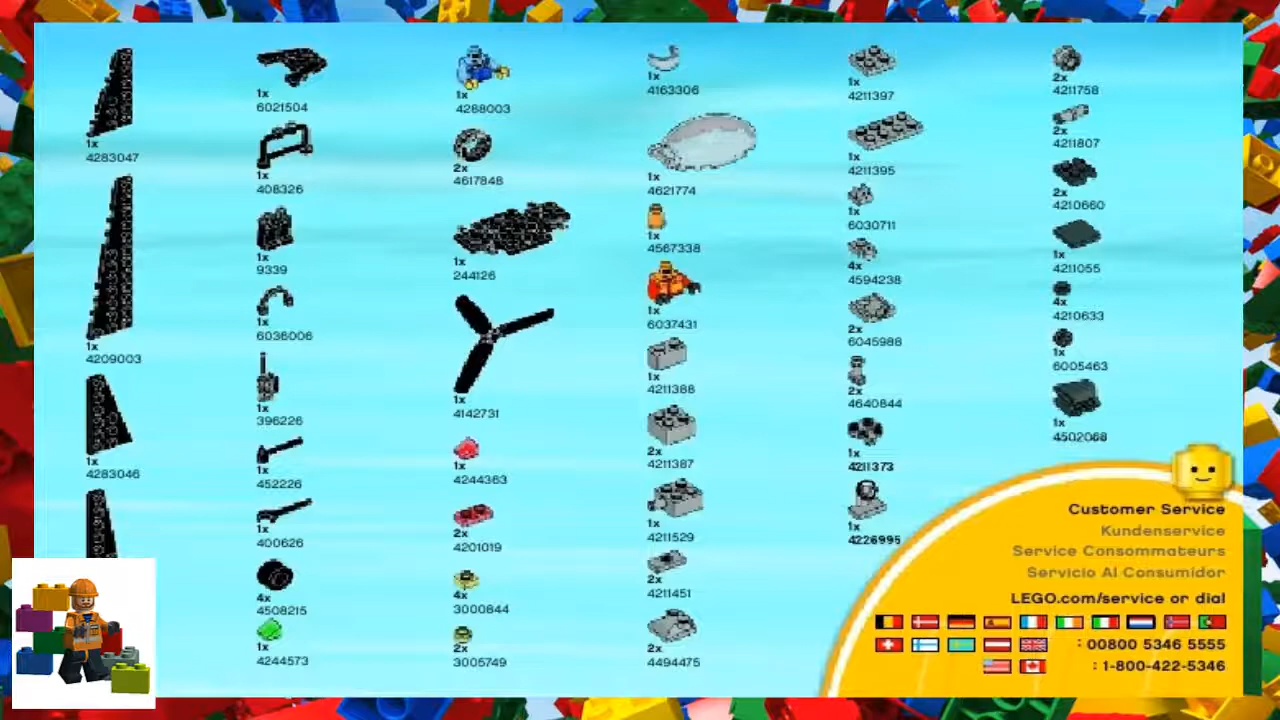 1x
4283047
1x
4209003
1x
4283046
1x
6021504
1x
408326
1x
9339
1x
6036006
1x
396226
1x
452226
1x
400626
4x
4508215
1x
4244573
1x
4288003
2x
4617848
1x
244126
1x
4142731
1x
4244363
2x
4201019
4x
3000844
2x
3005749
1x
4163306
1x
4621774
1x
4567338
1x
6037431
1x
4211388
2x
4211387
1x
4211529
2x
4211451
2x
4494475
1x
4211397
1x
4211395
1x
6030711
4x
4594238
2x
6045988
2x
4640844
1x
4211373
1x
4226995
2x
4211758
2x
4211807
2x
4210660
1x
4211055
4x
4210633
1x
6005463
1x
4502068
Customer Service
Kundenservice
Service Consommateurs
Servicio Al Consumidor
LEGO.com/service or dial
: 00800 5346 5555
: 1-800-422-5346